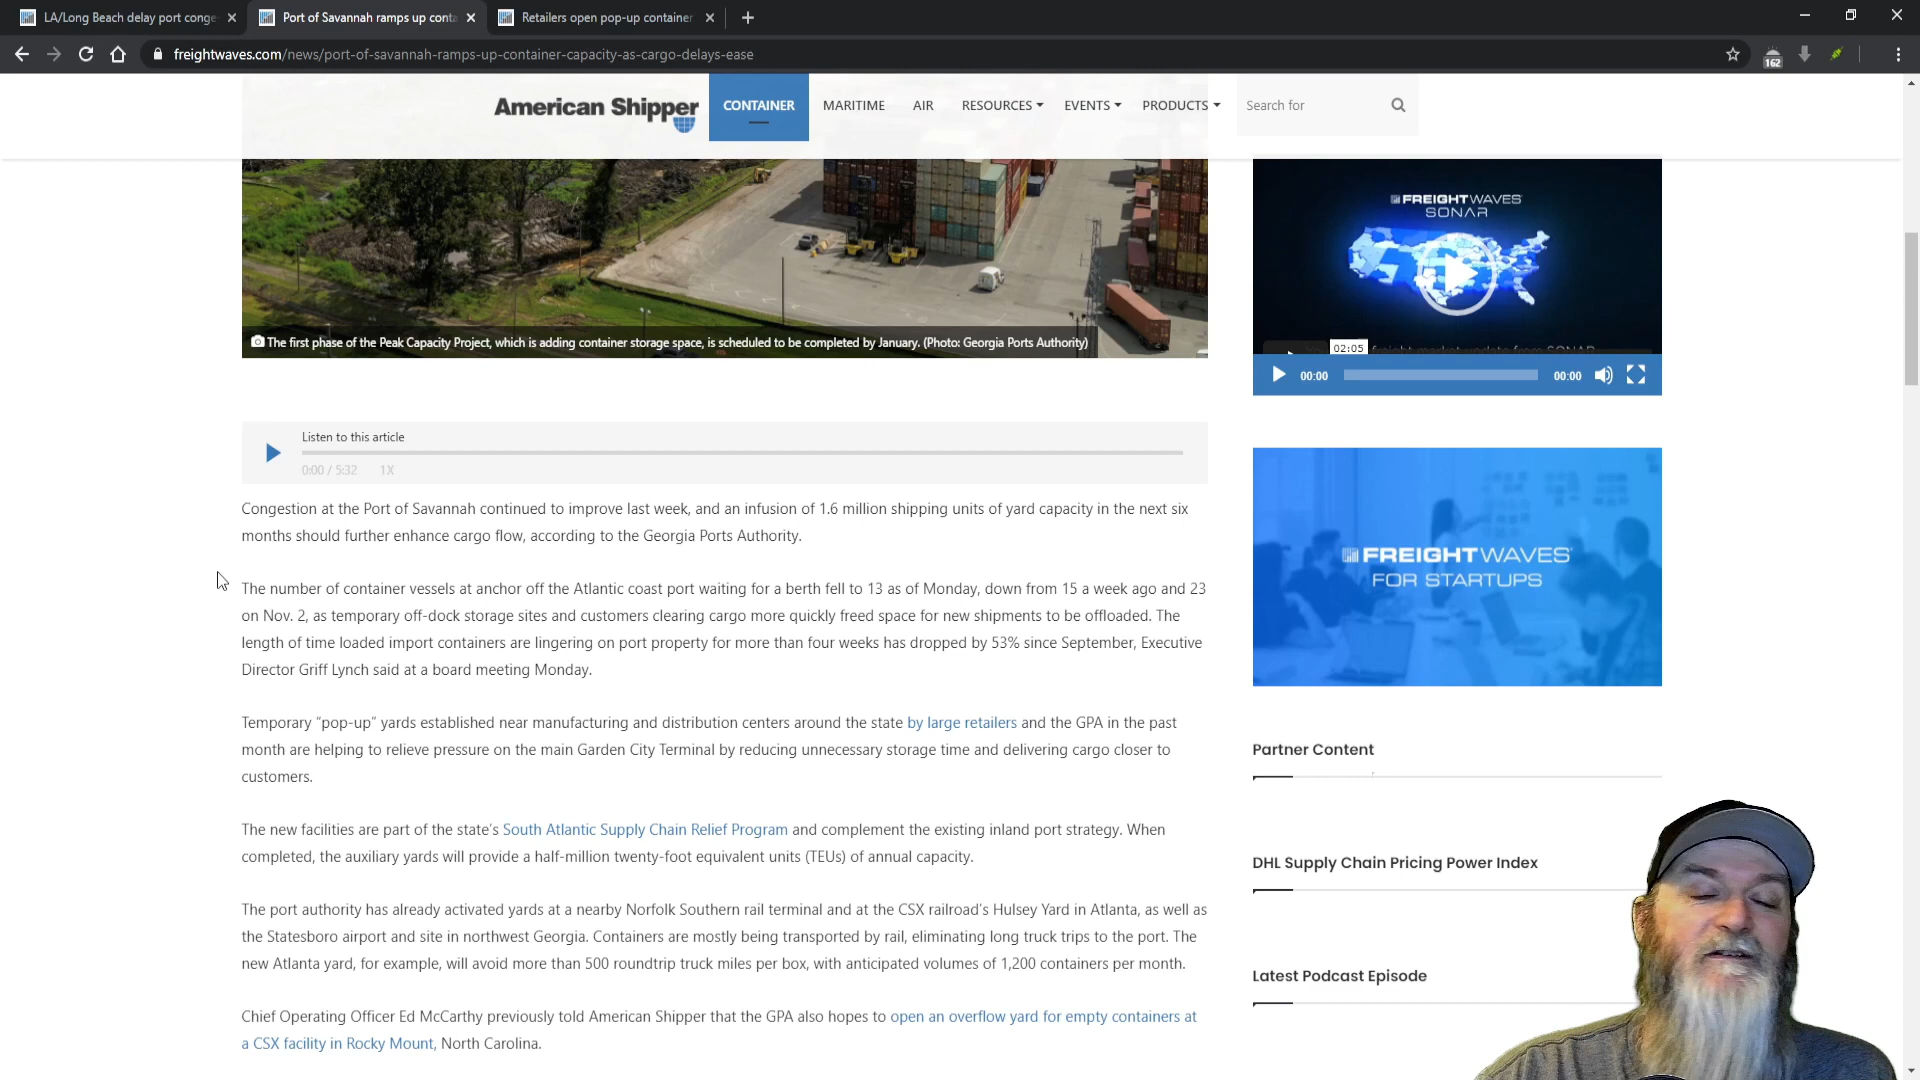 LA/Long Beach delay port conge
Port of Savannah ramps up conta
Retailers open pop-up container
freightwaves.com/news/port-of-savannah-ramps-up-container-capacity-as-cargo-delays-ease
162
American Shipper
CONTAINER
MARITIME
AIR
RESOURCES
EVENTS
PRODUCTS
Search for
The first phase of the Peak Capacity Project, which is adding container storage space, is scheduled to be completed by January. (Photo: Georgia Ports Authority)
FREIGHTWAVES
SONAR
02:05
freight market update from SONAR
00:00
00:00
Listen to this article
0:00 / 5:32 1X
Congestion at the Port of Savannah continued to improve last week, and an infusion of 1.6 million shipping units of yard capacity in the next six
months should further enhance cargo flow, according to the Georgia Ports Authority.
The number of container vessels at anchor off the Atlantic coast port waiting for a berth fell to 13 as of Monday, down from 15 a week ago and 23
on Nov. 2, as temporary off-dock storage sites and customers clearing cargo more quickly freed space for new shipments to be offloaded. The
length of time loaded import containers are lingering on port property for more than four weeks has dropped by 53% since September, Executive
Director Griff Lynch said at a board meeting Monday.
Temporary “pop-up” yards established near manufacturing and distribution centers around the state by large retailers and the GPA in the past
month are helping to relieve pressure on the main Garden City Terminal by reducing unnecessary storage time and delivering cargo closer to
customers.
The new facilities are part of the state’s South Atlantic Supply Chain Relief Program and complement the existing inland port strategy. When
completed, the auxiliary yards will provide a half-million twenty-foot equivalent units (TEUs) of annual capacity.
The port authority has already activated yards at a nearby Norfolk Southern rail terminal and at the CSX railroad’s Hulsey Yard in Atlanta, as well as
the Statesboro airport and site in northwest Georgia. Containers are mostly being transported by rail, eliminating long truck trips to the port. The
new Atlanta yard, for example, will avoid more than 500 roundtrip truck miles per box, with anticipated volumes of 1,200 containers per month.
Chief Operating Officer Ed McCarthy previously told American Shipper that the GPA also hopes to open an overflow yard for empty containers at
a CSX facility in Rocky Mount, North Carolina.
FREIGHTWAVES
FOR STARTUPS
Partner Content
DHL Supply Chain Pricing Power Index
Latest Podcast Episode